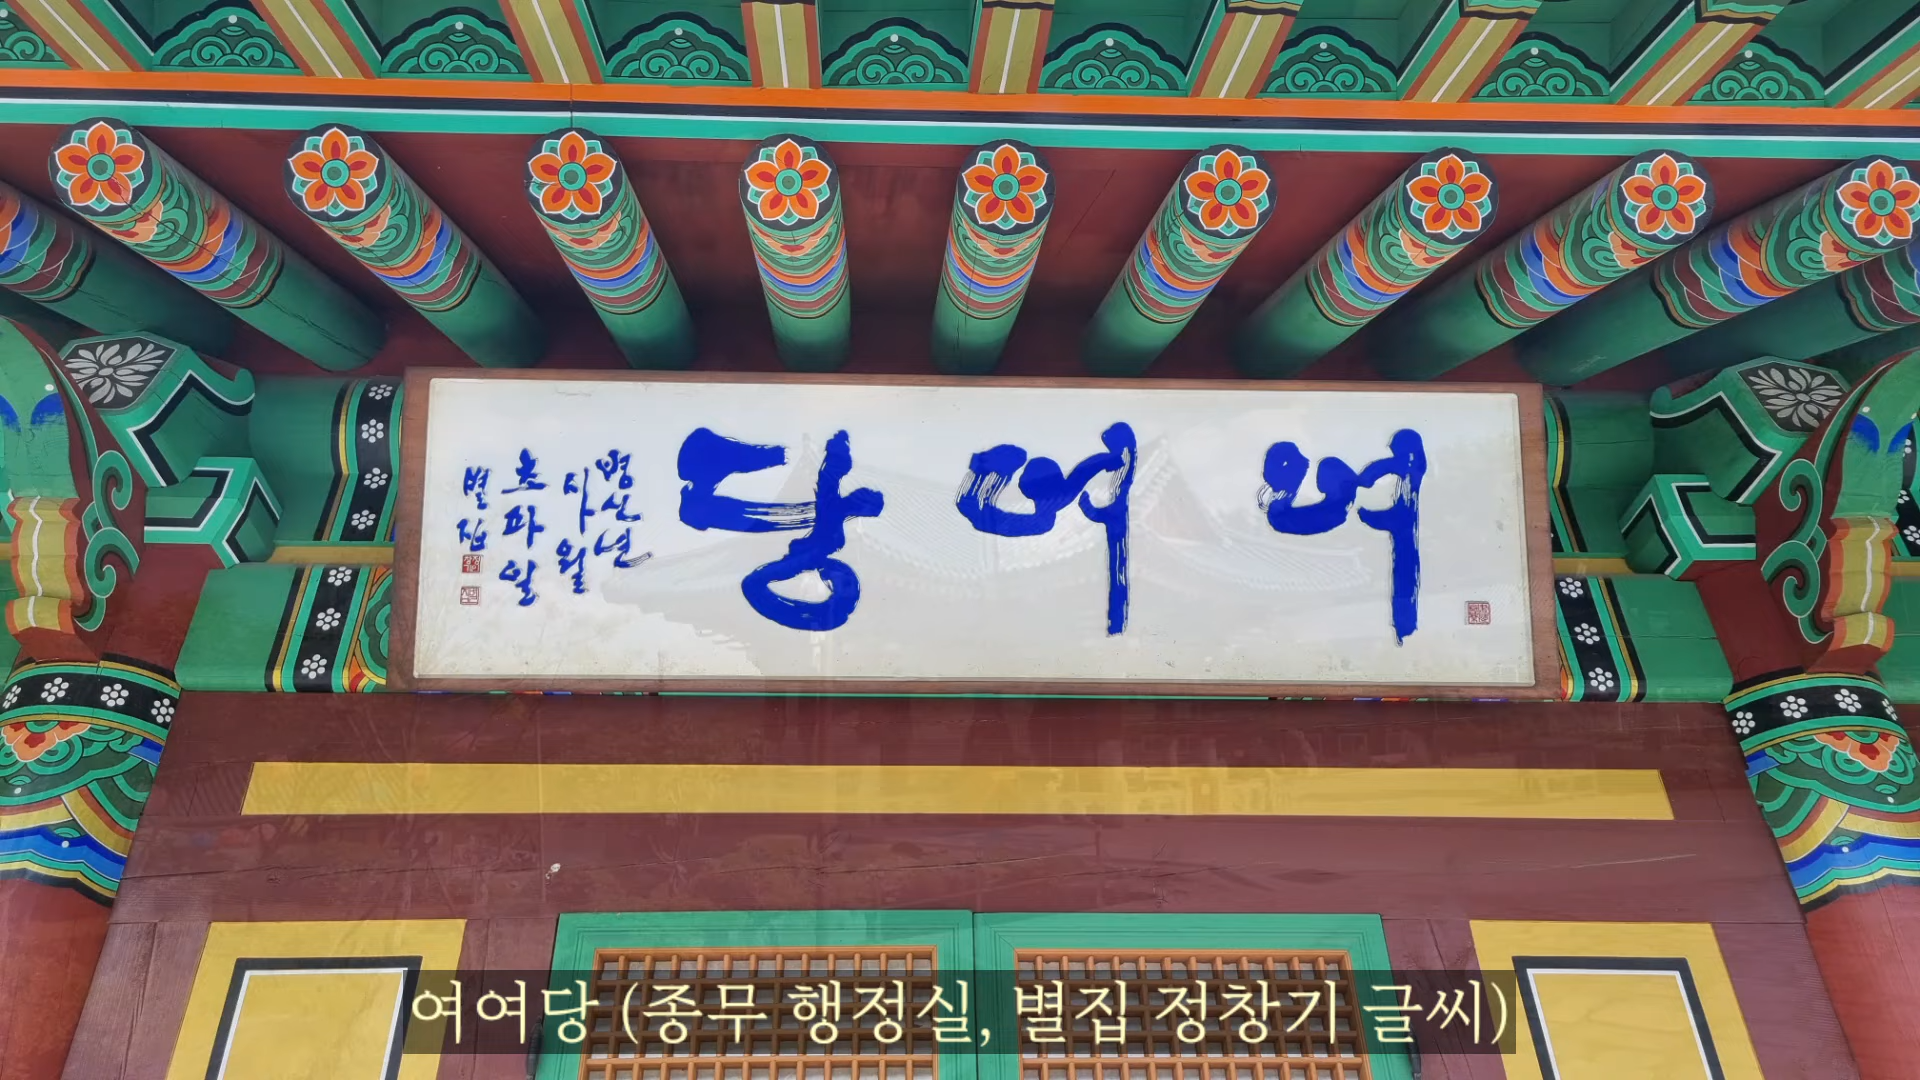 여여당
병신년
사월
초파일
별집
여여당 (종무 행정실, 별집 정창기 글씨)